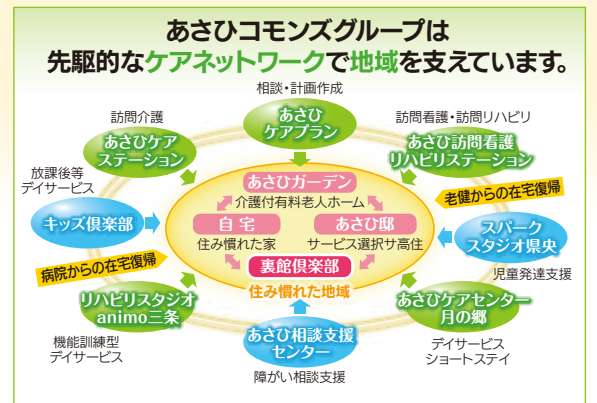 あさひコモンズグループは
先駆的なケアネットワークで地域を支えています。
相談・計画作成
あさひ
ケアプラン
訪問介護
あさひケア
ステーション
訪問看護・訪問リハビリ
あさひ訪問看護
リハビリステーション
放課後等
デイサービス
キッズ倶楽部
あさひガーデン
介護付有料老人ホーム
老健からの在宅復帰
自宅
住み慣れた家
あさひ邸
サービス選択サ高住
スパーク
スタジオ県央
児童発達支援
病院からの在宅復帰
裏館倶楽部
住み慣れた地域
リハビリスタジオ
animo三条
機能訓練型
デイサービス
あさひ相談支援
センター
障がい相談支援
あさひケアセンター
月の郷
デイサービス
ショートステイ